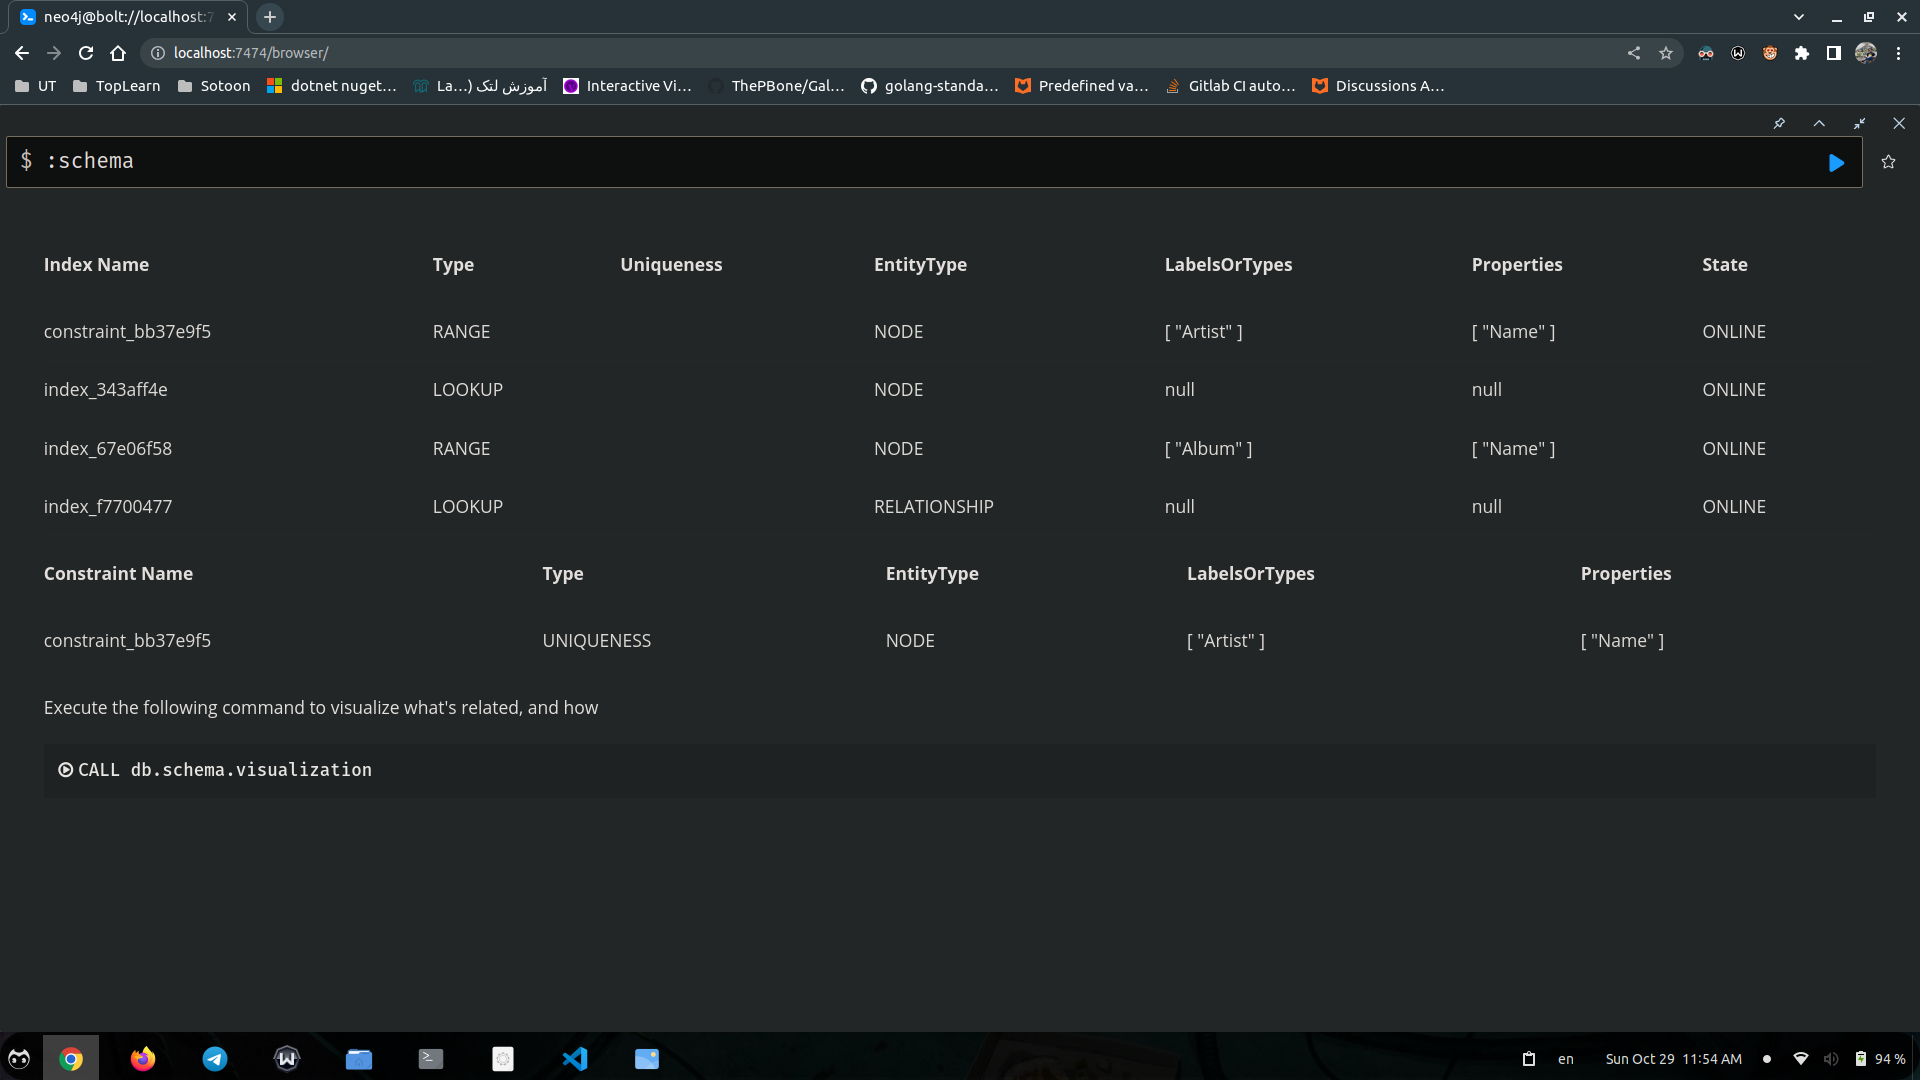 neo4j@bolt://localhost:7
localhost:7474/browser/
UT TopLearn Sotoon dotnet nuget... La...) آموزش لتک Interactive Vi... ThePBone/Gal... golang-standa... Predefined va... Gitlab CI auto... Discussions A...
$ :schema
Index Name Type Uniqueness EntityType LabelsOrTypes Properties State
constraint_bb37e9f5 RANGE NODE [ "Artist" ] [ "Name" ] ONLINE
index_343aff4e LOOKUP NODE null null ONLINE
index_67e06f58 RANGE NODE [ "Album" ] [ "Name" ] ONLINE
index_f7700477 LOOKUP RELATIONSHIP null null ONLINE
Constraint Name Type EntityType LabelsOrTypes Properties
constraint_bb37e9f5 UNIQUENESS NODE [ "Artist" ] [ "Name" ]
Execute the following command to visualize what's related, and how
CALL db.schema.visualization
en Sun Oct 29 11:54 AM 94 %